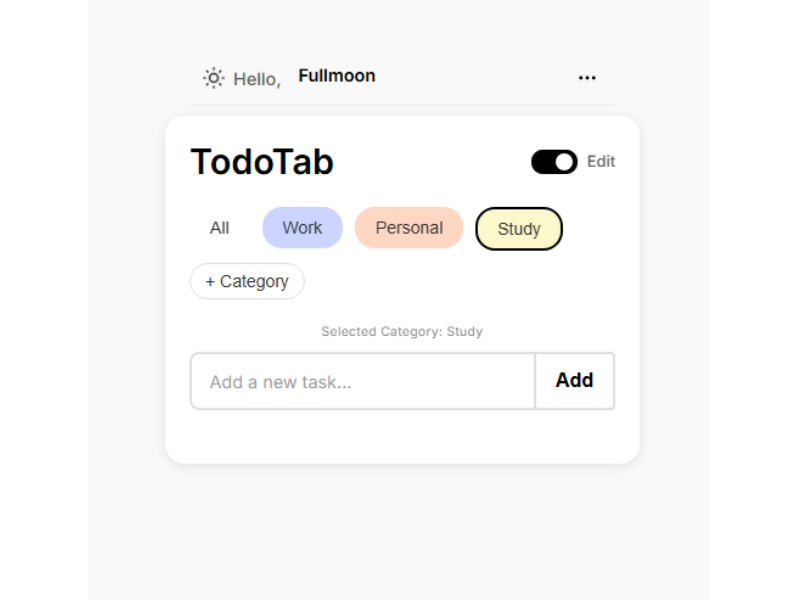 Hello, Fullmoon
TodoTab
Edit
All Work Personal Study
+ Category
Selected Category: Study
Add a new task...
Add